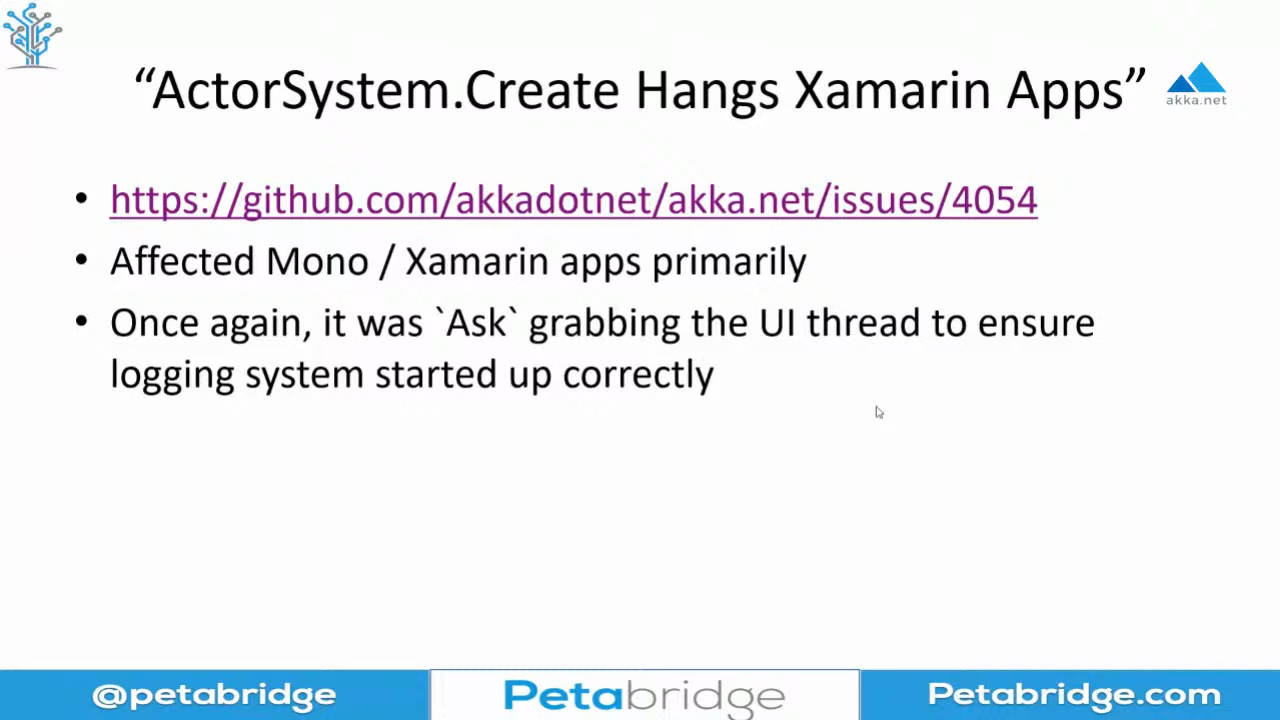 “ActorSystem.Create Hangs Xamarin Apps”
akka.net
• https://github.com/akkadotnet/akka.net/issues/4054
• Affected Mono / Xamarin apps primarily
• Once again, it was `Ask` grabbing the UI thread to ensure
logging system started up correctly
@petabridge
Petabridge
Petabridge.com